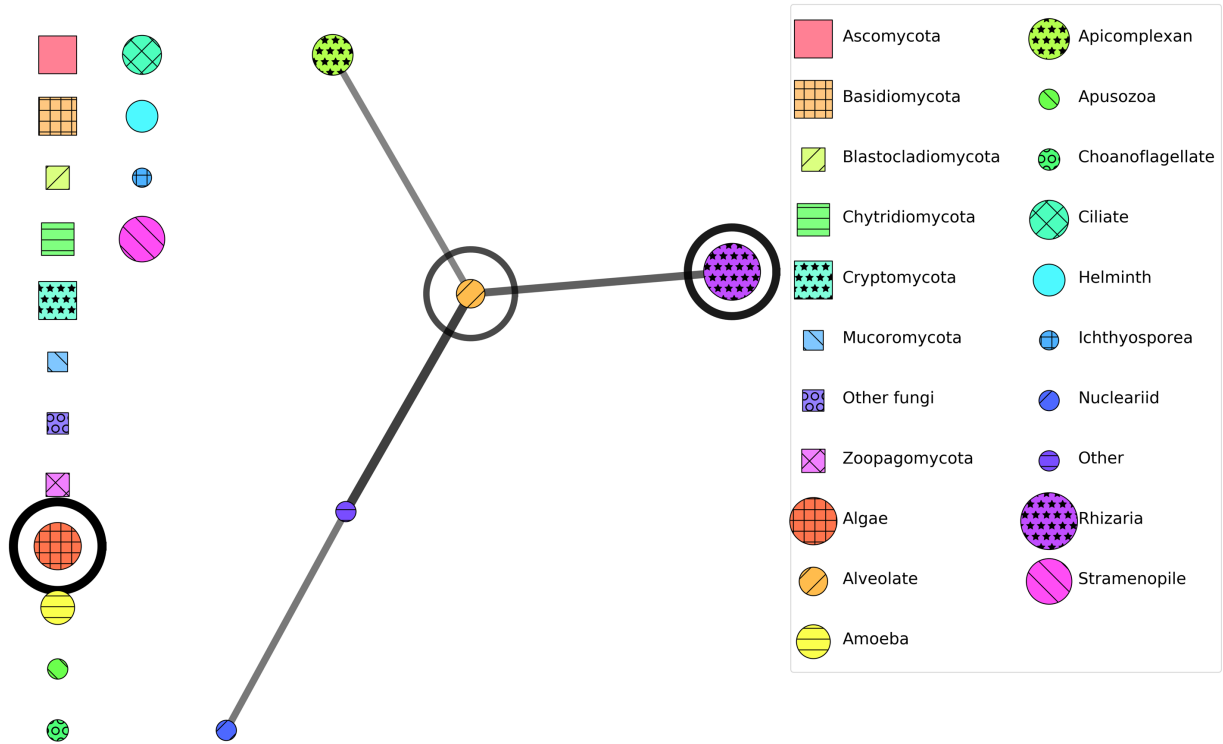 Ascomycota
Basidiomycota
Blastocladiomycota
Chytridiomycota
Cryptomycota
Mucoromycota
Other fungi
Zoopagomycota
Algae
Alveolate
Amoeba
Apicomplexan
Apusozoa
Choanoflagellate
Ciliate
Helminth
Ichthyosporea
Nucleariid
Other
Rhizaria
Stramenopile